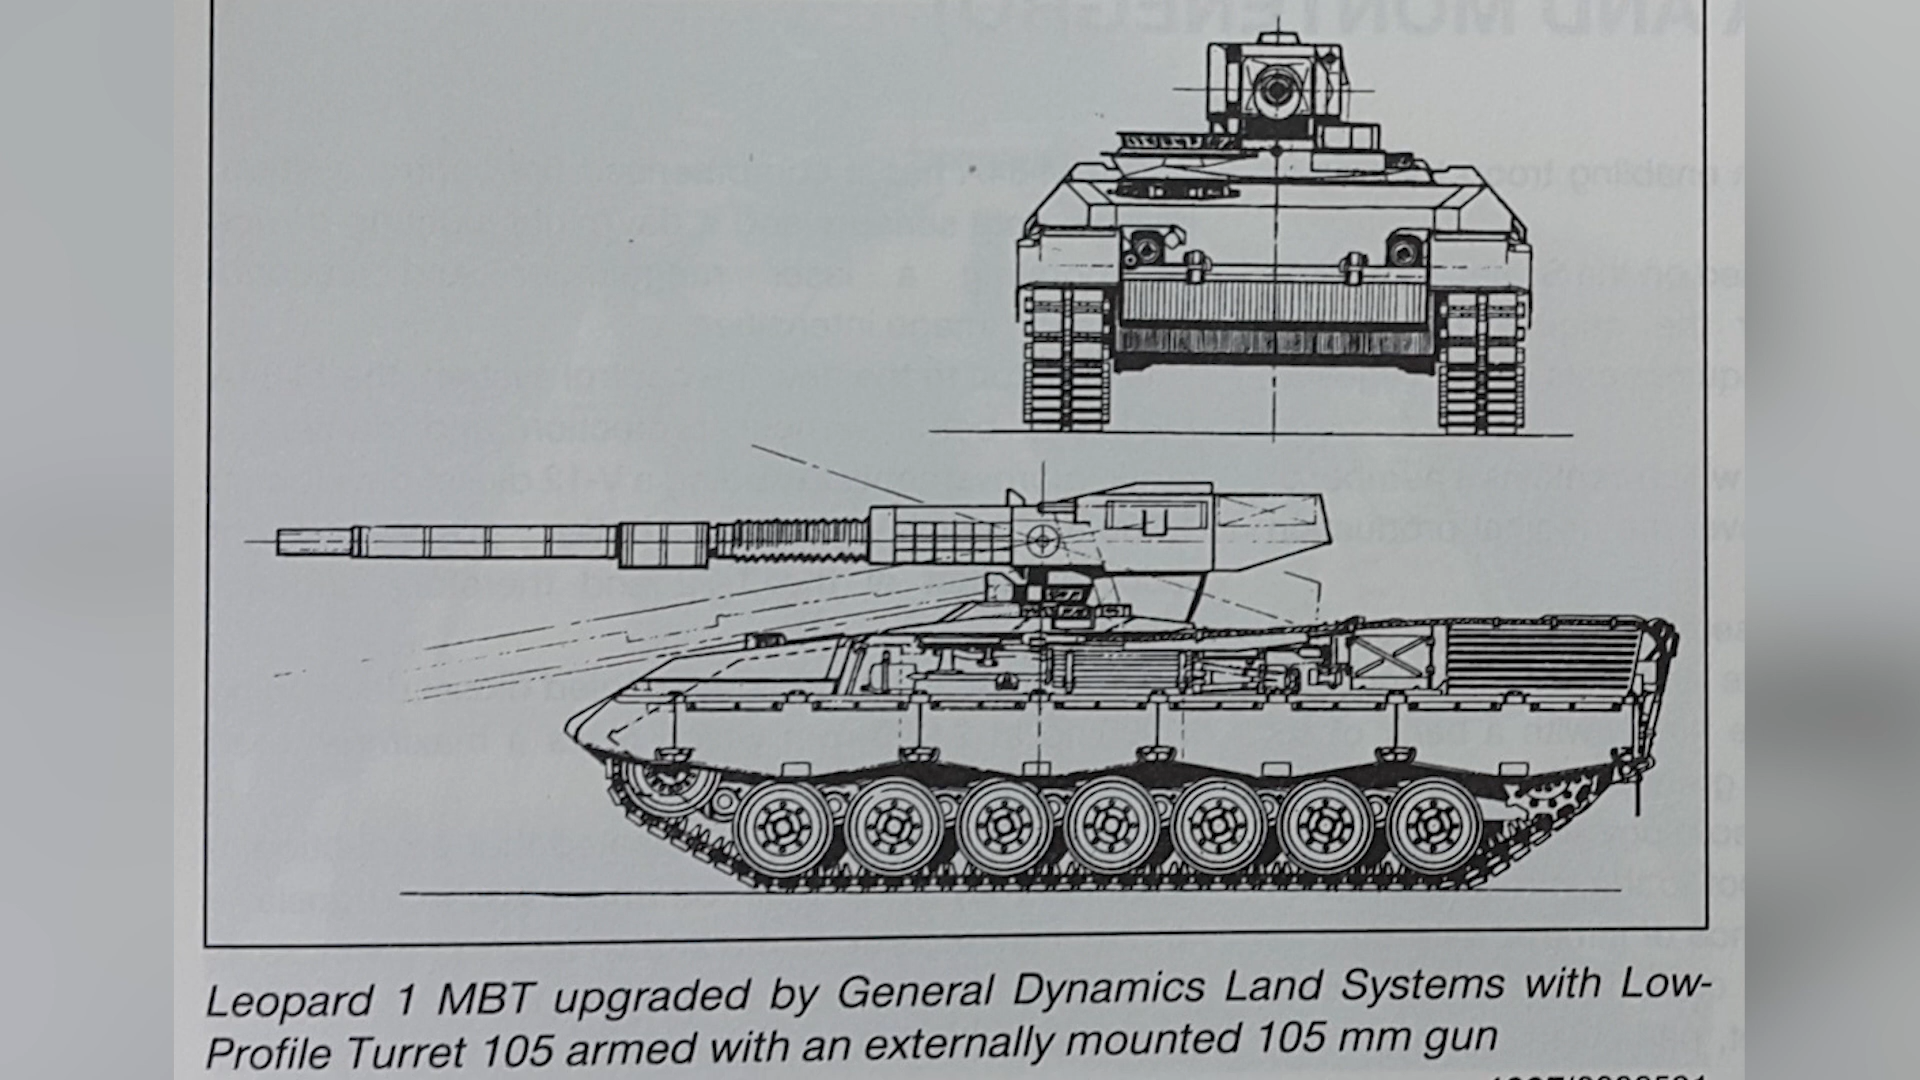 Leopard 1 MBT upgraded by General Dynamics Land Systems with Low-
Profile Turret 105 armed with an externally mounted 105 mm gun